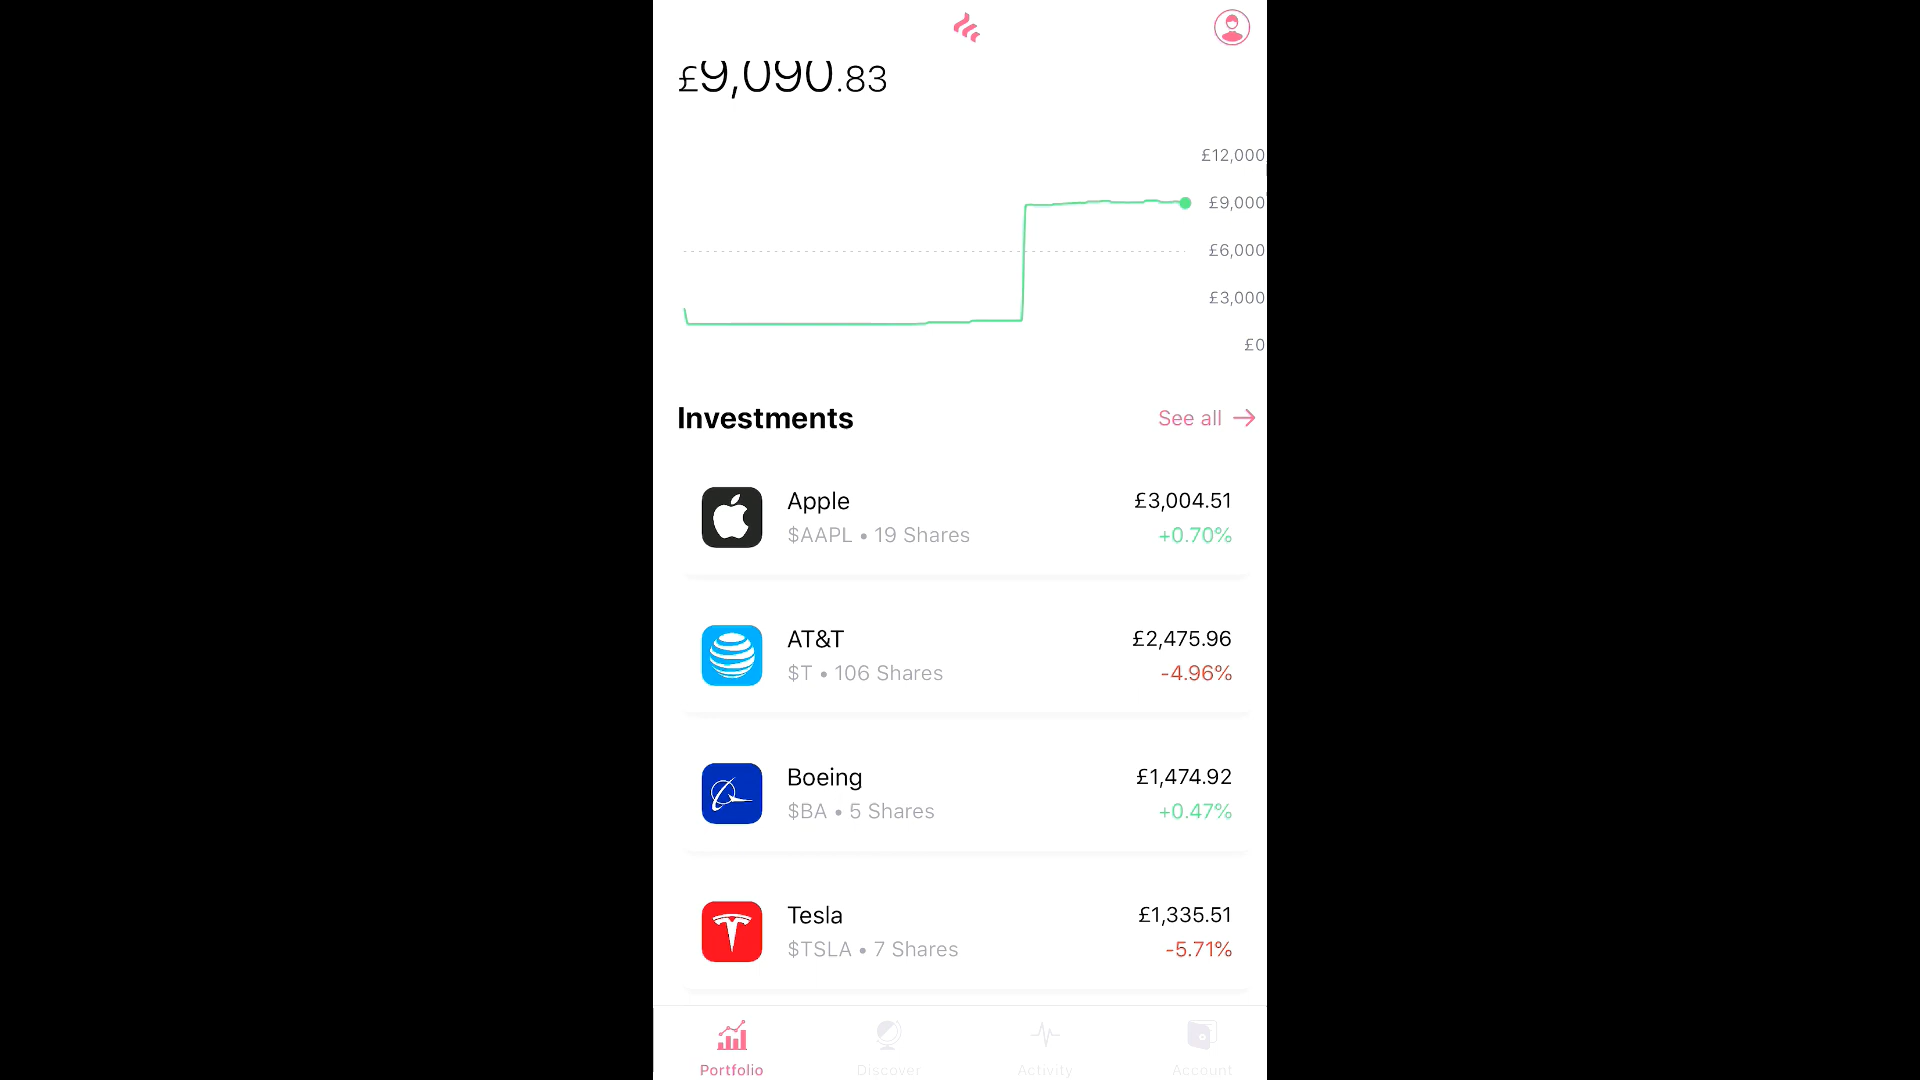 £9,090.83
£12,000
£9,000
£6,000
£3,000
£0
Investments
See all
Apple
£3,004.51
$AAPL • 19 Shares
+0.70%
AT&T
£2,475.96
$T • 106 Shares
-4.96%
Boeing
£1,474.92
$BA • 5 Shares
+0.47%
Tesla
£1,335.51
$TSLA • 7 Shares
-5.71%
Portfolio
Discover
Activity
Account